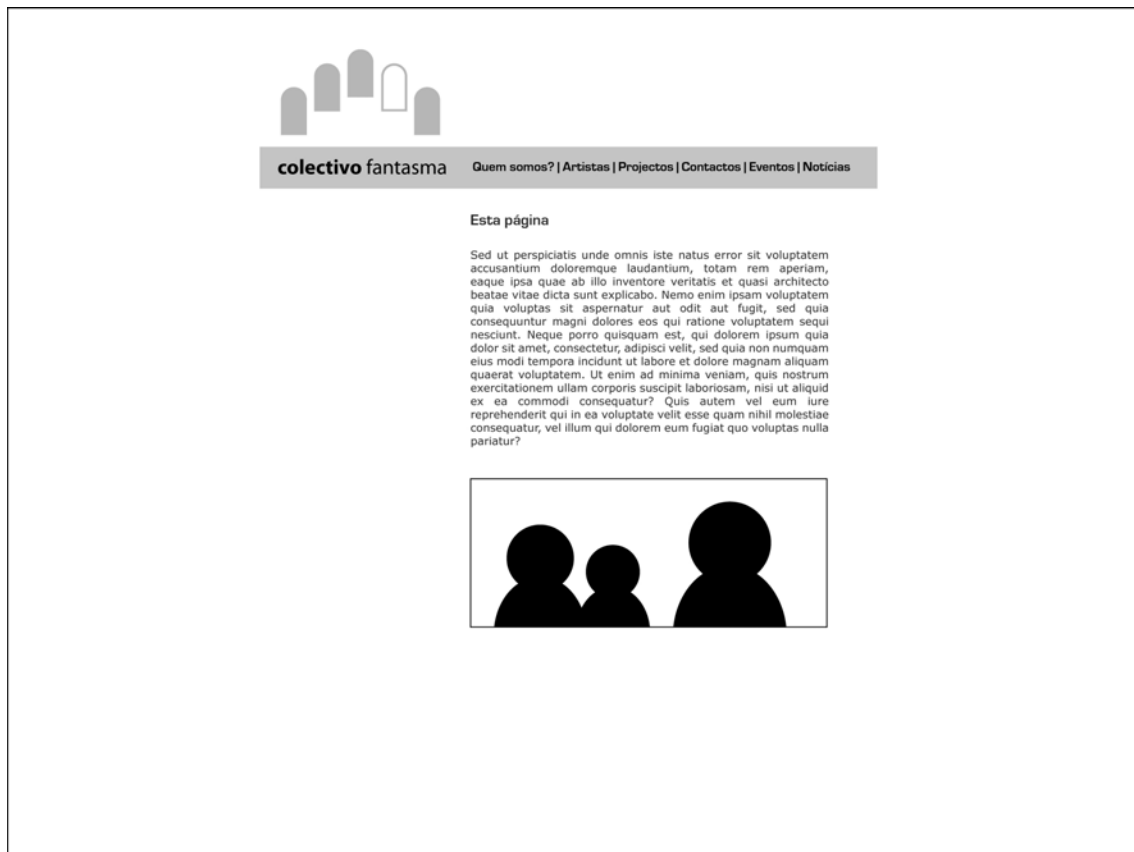 colectivo fantasma
Quem somos? | Artistas | Projectos | Contactos | Eventos | Notícias
Esta página
Sed ut perspiciatis unde omnis iste natus error sit voluptatem
accusantium doloremque laudantium, totam rem aperiam,
eaque ipsa quae ab illo inventore veritatis et quasi architecto
beatae vitae dicta sunt explicabo. Nemo enim ipsam voluptatem
quia voluptas sit aspernatur aut odit aut fugit, sed quia
consequuntur magni dolores eos qui ratione voluptatem sequi
nesciunt. Neque porro quisquam est, qui dolorem ipsum quia
dolor sit amet, consectetur, adipisci velit, sed quia non numquam
eius modi tempora incidunt ut labore et dolore magnam aliquam
quaerat voluptatem. Ut enim ad minima veniam, quis nostrum
exercitationem ullam corporis suscipit laboriosam, nisi ut aliquid
ex ea commodi consequatur? Quis autem vel eum iure
reprehenderit qui in ea voluptate velit esse quam nihil molestiae
consequatur, vel illum qui dolorem eum fugiat quo voluptas nulla
pariatur?